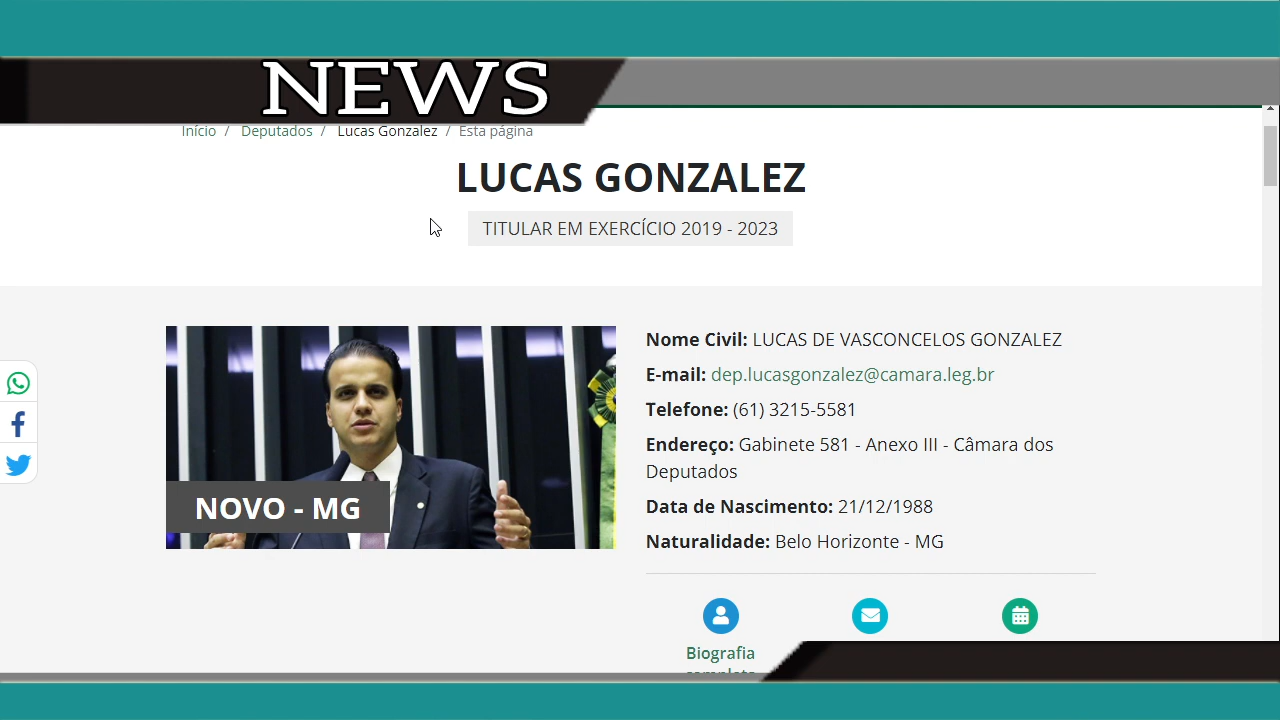 NEWS
Início / Deputados / Lucas Gonzalez / Esta página
LUCAS GONZALEZ
TITULAR EM EXERCÍCIO 2019 - 2023
NOVO - MG
Nome Civil: LUCAS DE VASCONCELOS GONZALEZ
E-mail: dep.lucasgonzalez@camara.leg.br
Telefone: (61) 3215-5581
Endereço: Gabinete 581 - Anexo III - Câmara dos
Deputados
Data de Nascimento: 21/12/1988
Naturalidade: Belo Horizonte - MG
Biografia